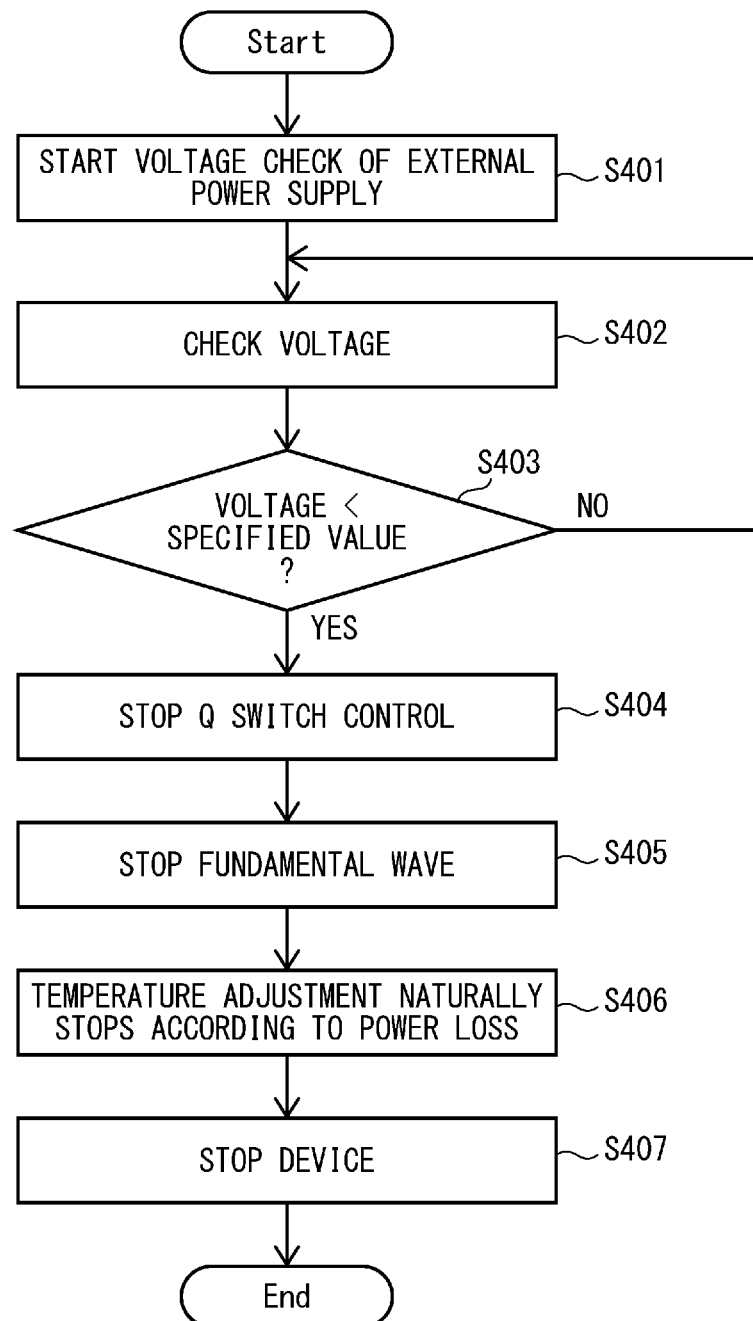 Start
START VOLTAGE CHECK OF EXTERNAL
POWER SUPPLY
S401
CHECK VOLTAGE
S402
S403
VOLTAGE <
SPECIFIED VALUE
?
NO
YES
STOP Q SWITCH CONTROL
S404
STOP FUNDAMENTAL WAVE
S405
TEMPERATURE ADJUSTMENT NATURALLY
STOPS ACCORDING TO POWER LOSS
S406
STOP DEVICE
S407
End